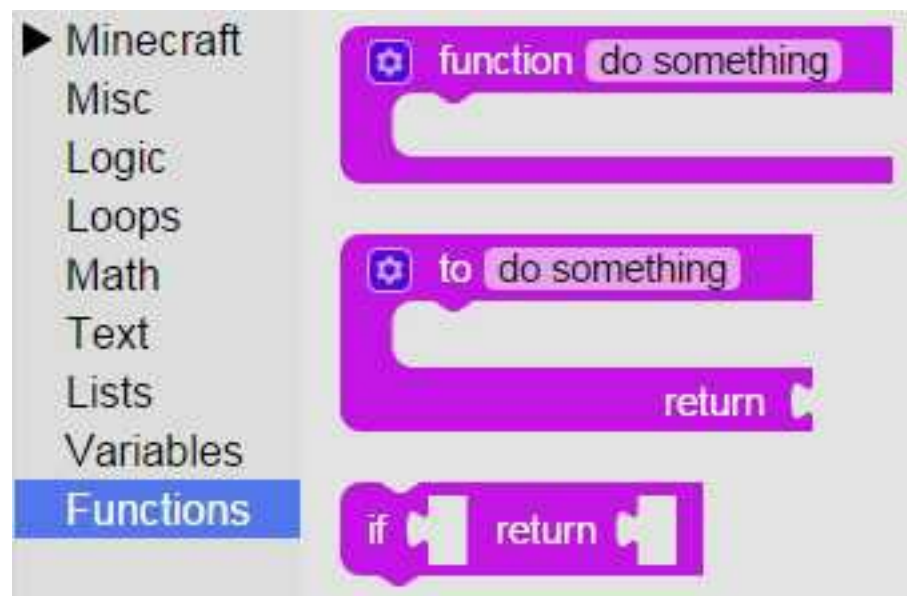 Minecraft
Misc
Logic
Loops
Math
Text
Lists
Variables
Functions
function do something
to do something
return
if return